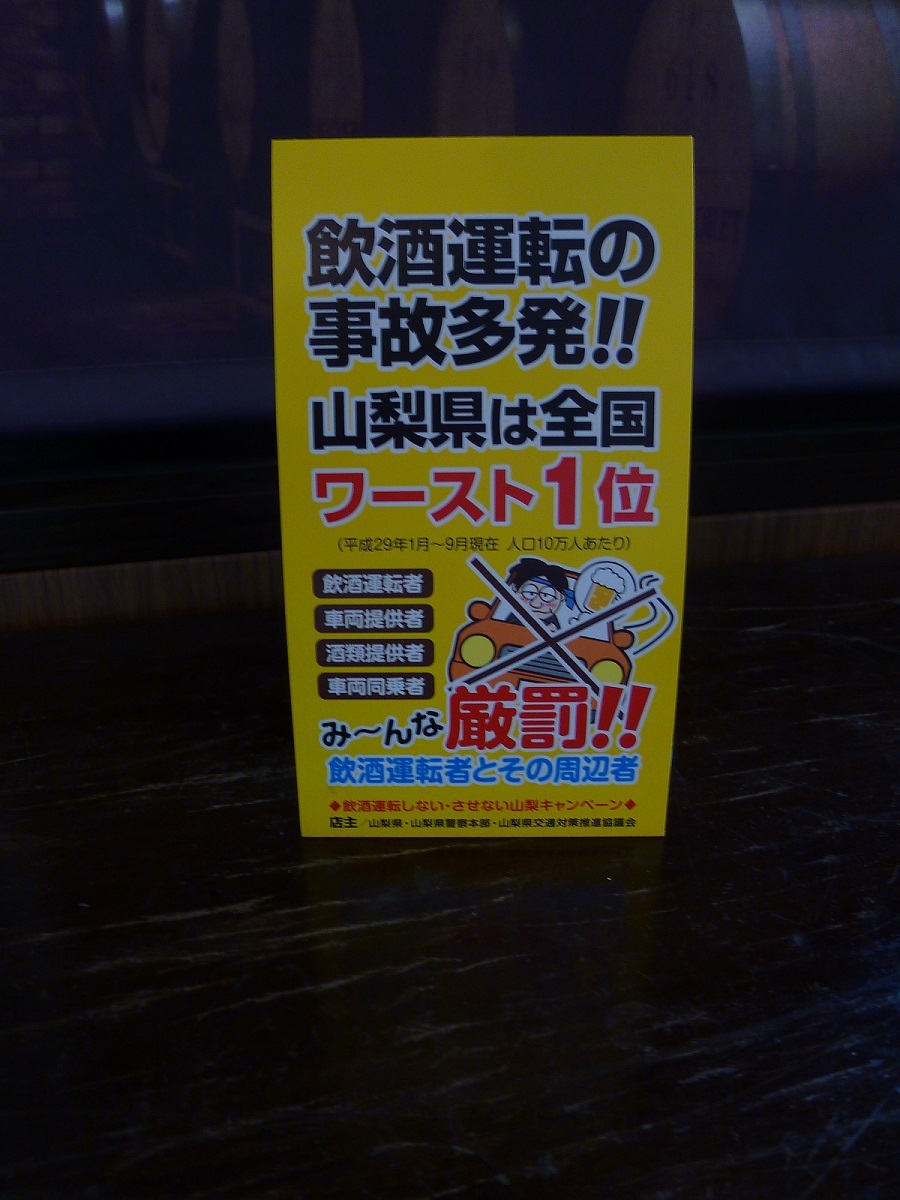 飲酒運転の
事故多発!!
山梨県は全国
ワースト1位
(平成29年1月～9月現在 人口10万人あたり)
飲酒運転者
車両提供者
酒類提供者
車両同乗者
み～んな厳罰!!
飲酒運転者とその周辺者
◆飲酒運転しない・させない山梨キャンペーン◆
店主/山梨県・山梨県警察本部・山梨県交通対策推進協議会
618